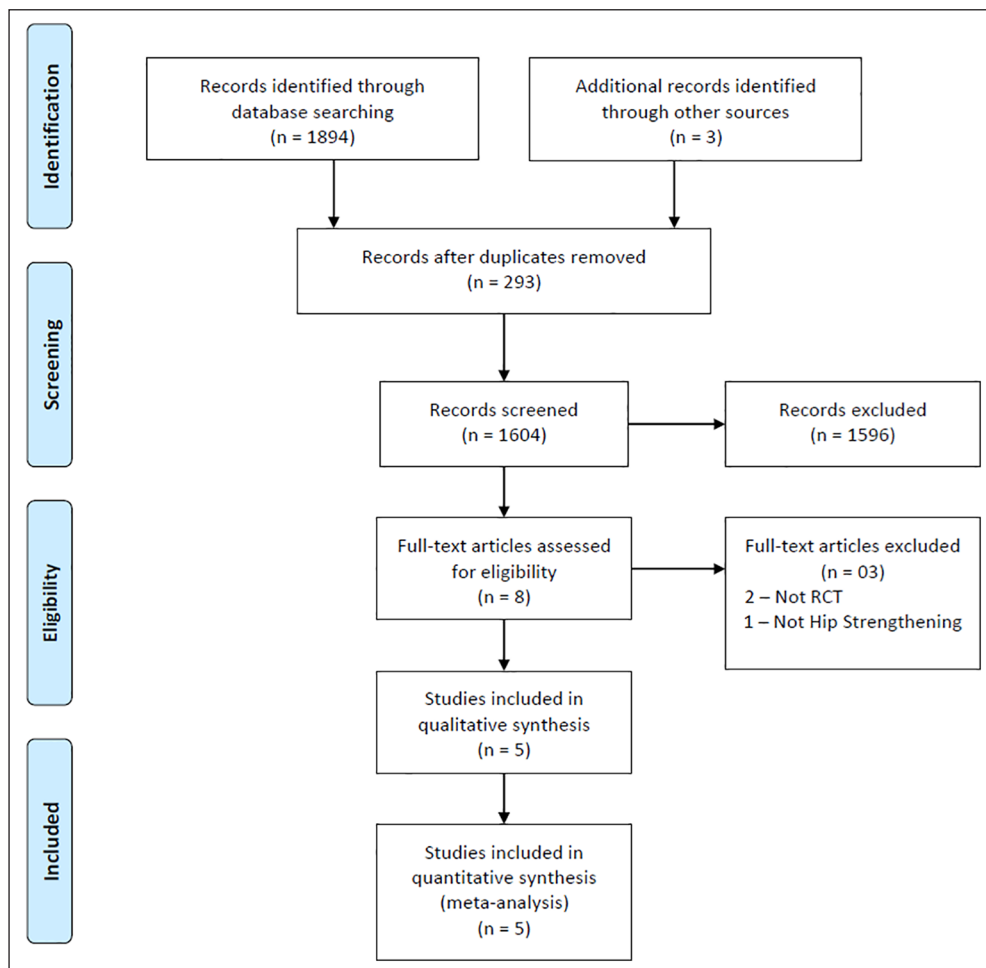 Identification
Records identified through
database searching
(n = 1894)
Additional records identified
through other sources
(n = 3)
Records after duplicates removed
(n = 293)
Screening
Records screened
(n = 1604)
Records excluded
(n = 1596)
Eligibility
Full-text articles assessed
for eligibility
(n = 8)
Full-text articles excluded
(n = 03)
2 – Not RCT
1 – Not Hip Strengthening
Studies included in
qualitative synthesis
(n = 5)
Included
Studies included in
quantitative synthesis
(meta-analysis)
(n = 5)